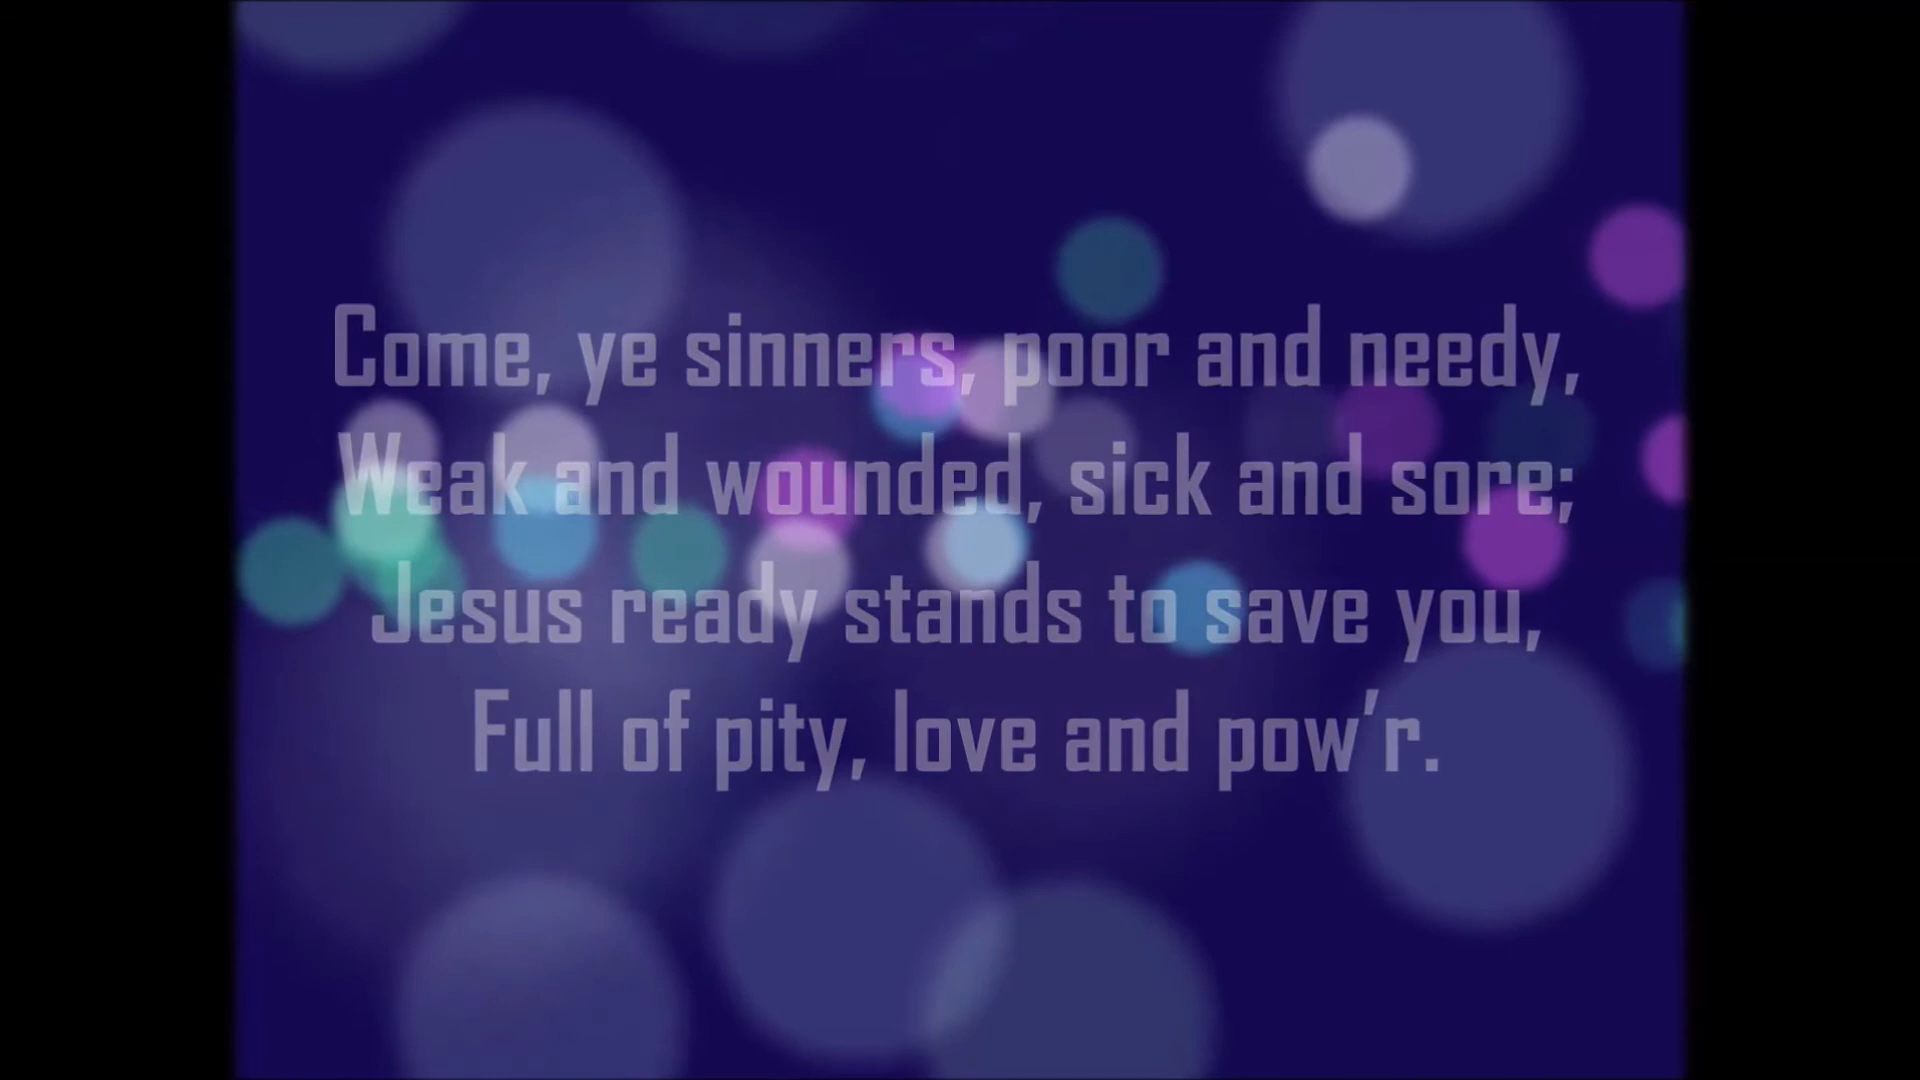 Come, ye sinners, poor and needy,
Weak and wounded, sick and sore;
Jesus ready stands to save you,
Full of pity, love and pow’r.